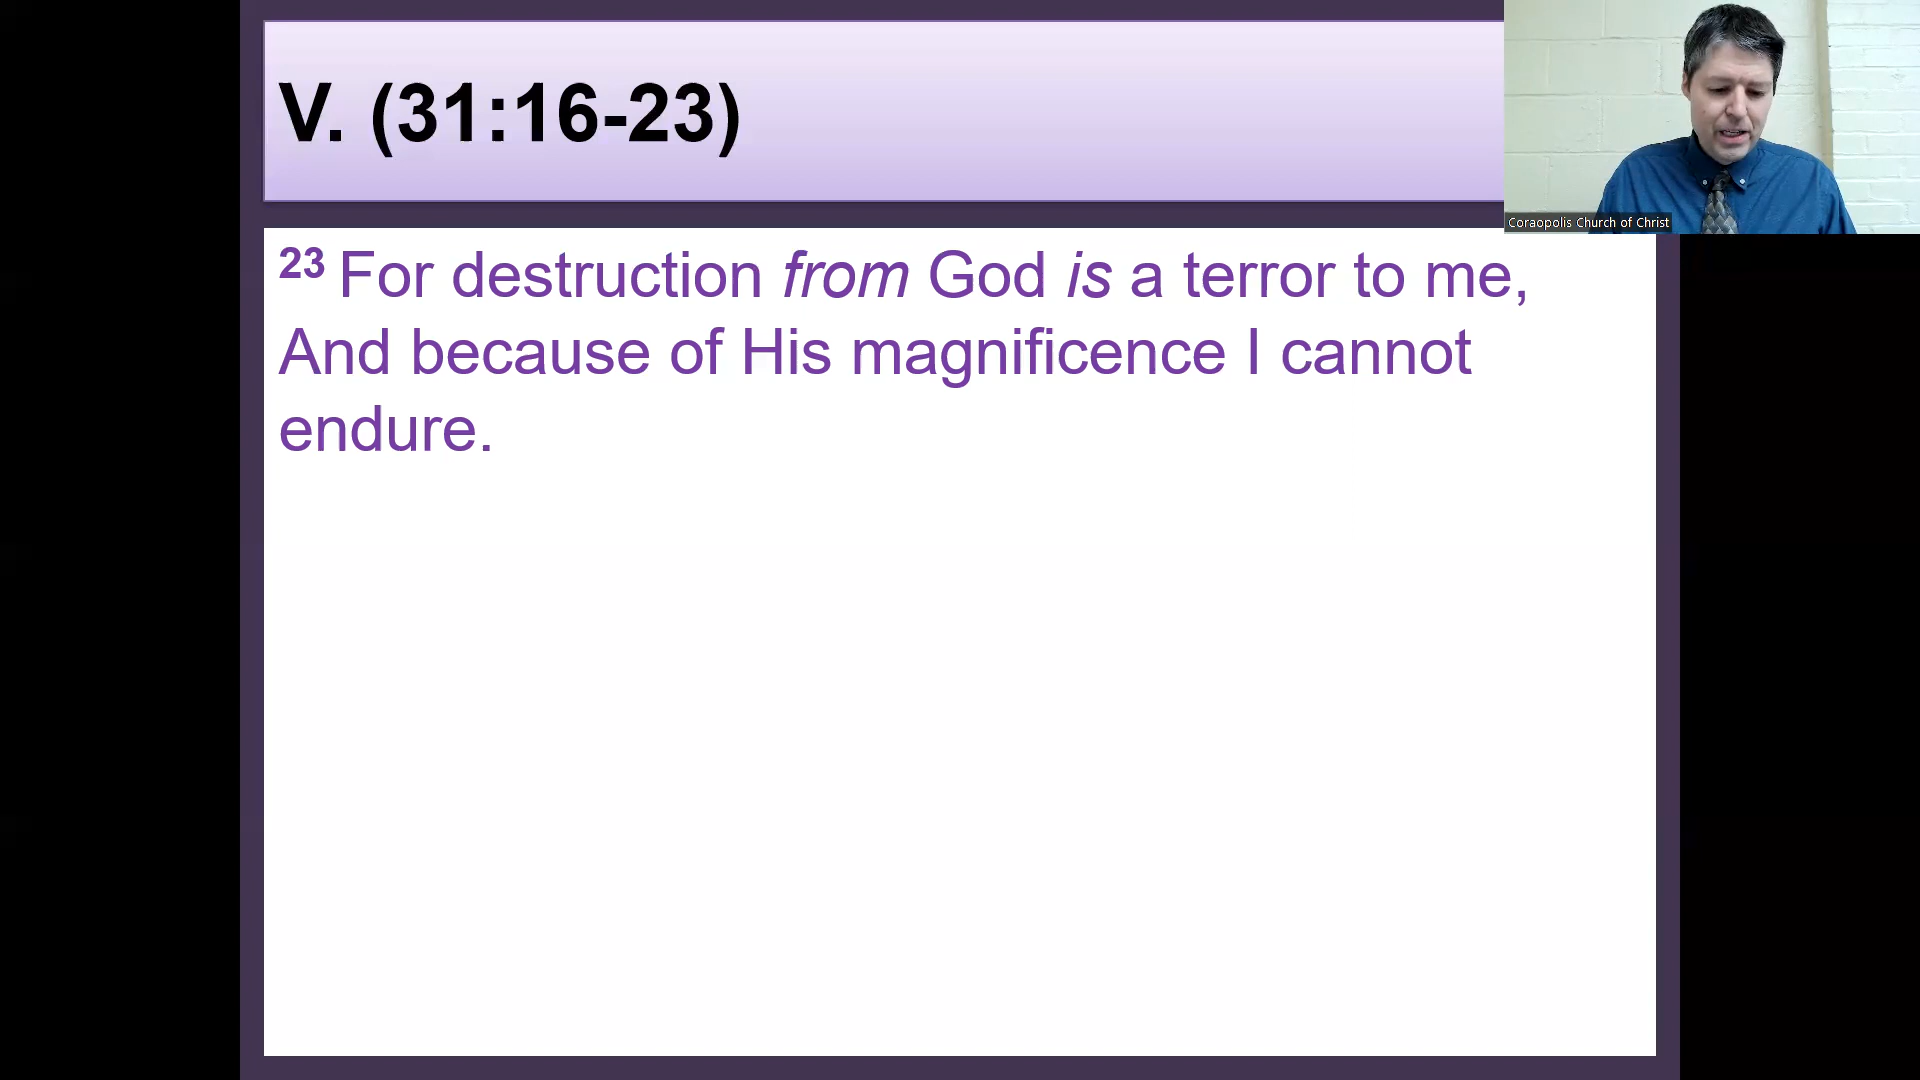 V. (31:16-23)
Coraopolis Church of Christ
23 For destruction from God is a terror to me,
And because of His magnificence I cannot
endure.